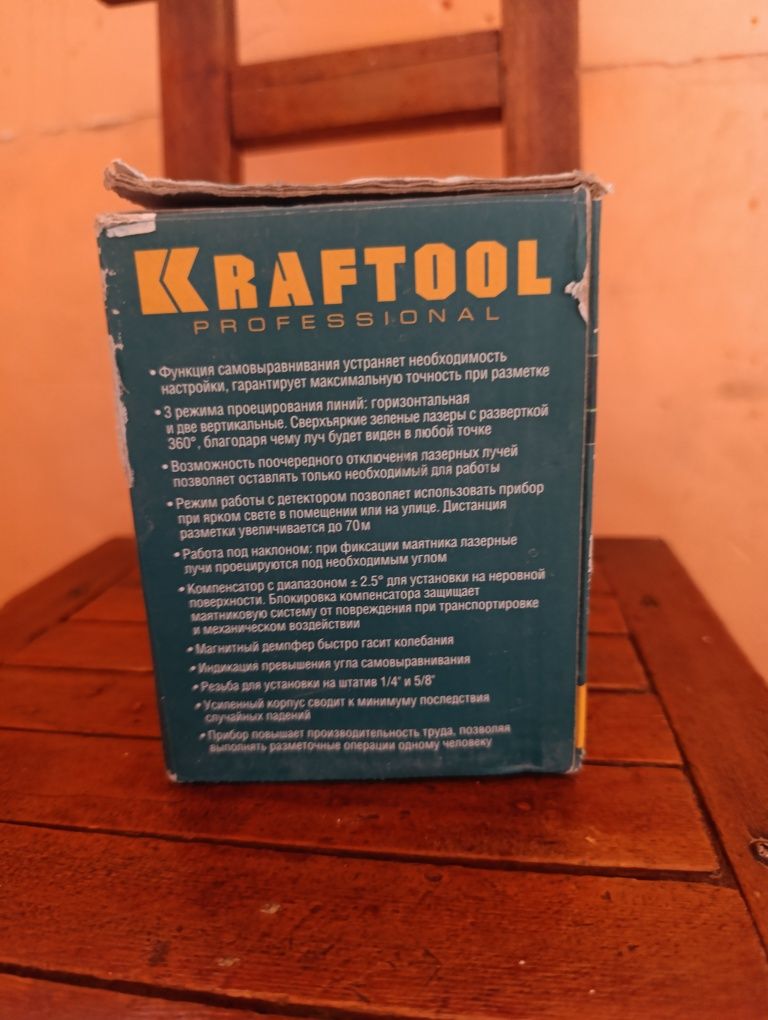 KRAFTOOL
PROFESSIONAL
• Функция самовыравнивания устраняет необходимость
настройки, гарантирует максимальную точность при разметке
• 3 режима проецирования линий: горизонтальная
и две вертикальные. Сверхъяркие зеленые лазеры с разверткой
360°, благодаря чему луч будет виден в любой точке
• Возможность поочередного отключения лазерных лучей
позволяет оставлять только необходимый для работы
• Режим работы с детектором позволяет использовать прибор
при ярком свете в помещении или на улице. Дистанция
разметки увеличивается до 70м
• Работа под наклоном: при фиксации маятника лазерные
лучи проецируются под необходимым углом
• Компенсатор с диапазоном ± 2.5° для установки на неровной
поверхности. Блокировка компенсатора защищает
маятниковую систему от повреждения при транспортировке
и механическом воздействии
• Магнитный демпфер быстро гасит колебания
• Индикация превышения угла самовыравнивания
• Резьба для установки на штатив 1/4" и 5/8"
• Усиленный корпус сводит к минимуму последствия
случайных падений
• Прибор повышает производительность труда, позволяя
выполнять разметочные операции одному человеку